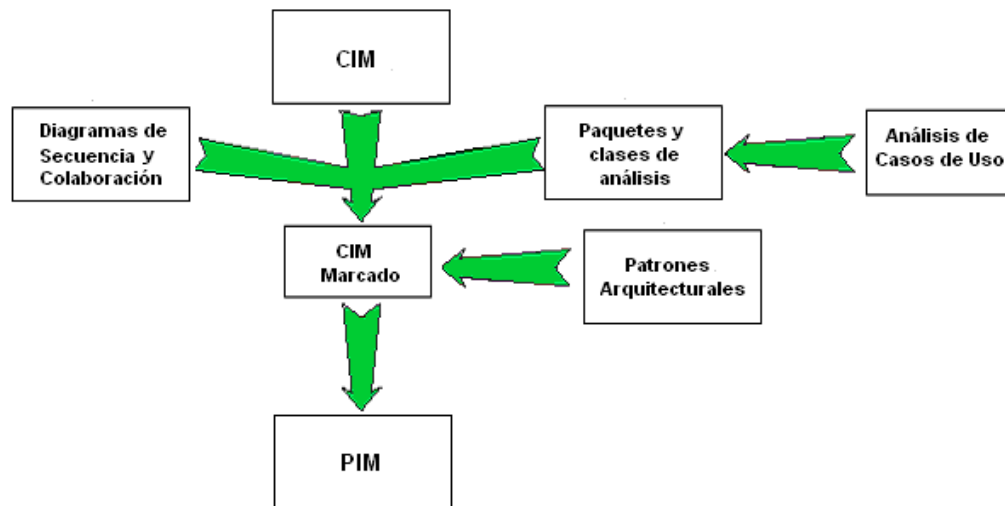 CIM
Diagramas de
Secuencia y
Colaboración
Paquetes y
clases de
análisis
Análisis de
Casos de Uso
CIM
Marcado
Patrones
Arquitecturales
PIM